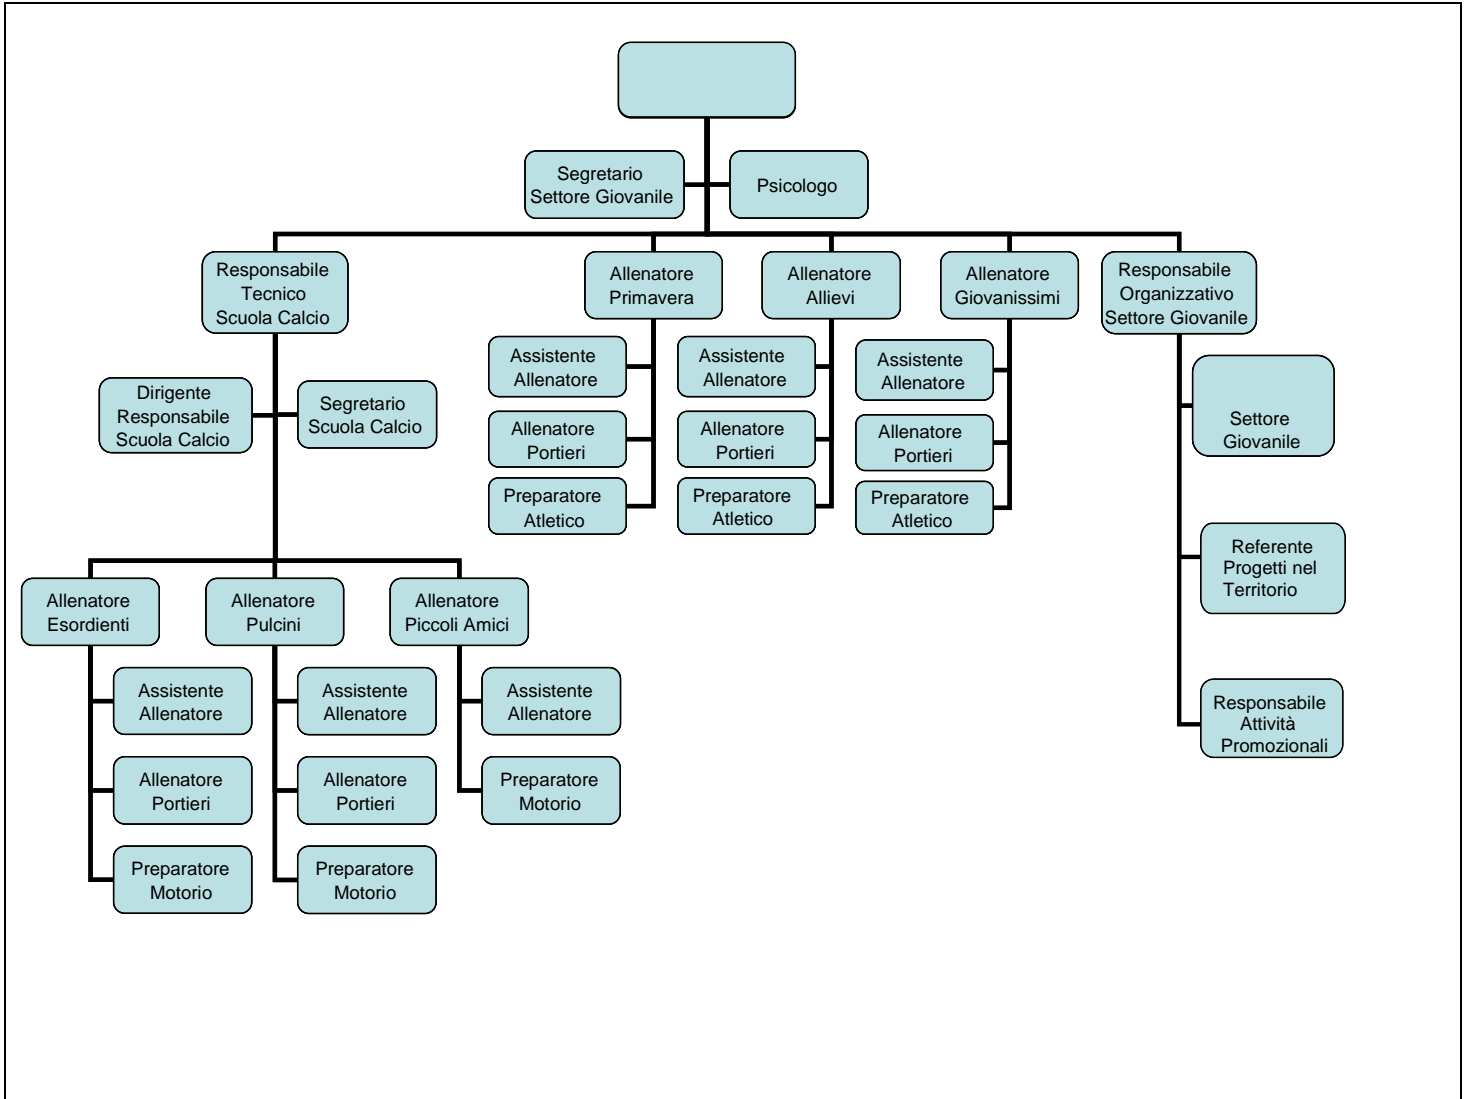 Segretario
Settore Giovanile
Psicologo
Responsabile
Tecnico
Scuola Calcio
Allenatore
Primavera
Allenatore
Allievi
Allenatore
Giovanissimi
Responsabile
Organizzativo
Settore Giovanile
Assistente
Allenatore
Allenatore
Portieri
Preparatore
Atletico
Assistente
Allenatore
Allenatore
Portieri
Preparatore
Atletico
Assistente
Allenatore
Allenatore
Portieri
Preparatore
Atletico
Settore
Giovanile
Referente
Progetti nel
Territorio
Responsabile
Attività
Promozionali
Dirigente
Responsabile
Scuola Calcio
Segretario
Scuola Calcio
Allenatore
Esordienti
Assistente
Allenatore
Allenatore
Portieri
Preparatore
Motorio
Allenatore
Pulcini
Assistente
Allenatore
Allenatore
Portieri
Preparatore
Motorio
Allenatore
Piccoli Amici
Assistente
Allenatore
Preparatore
Motorio